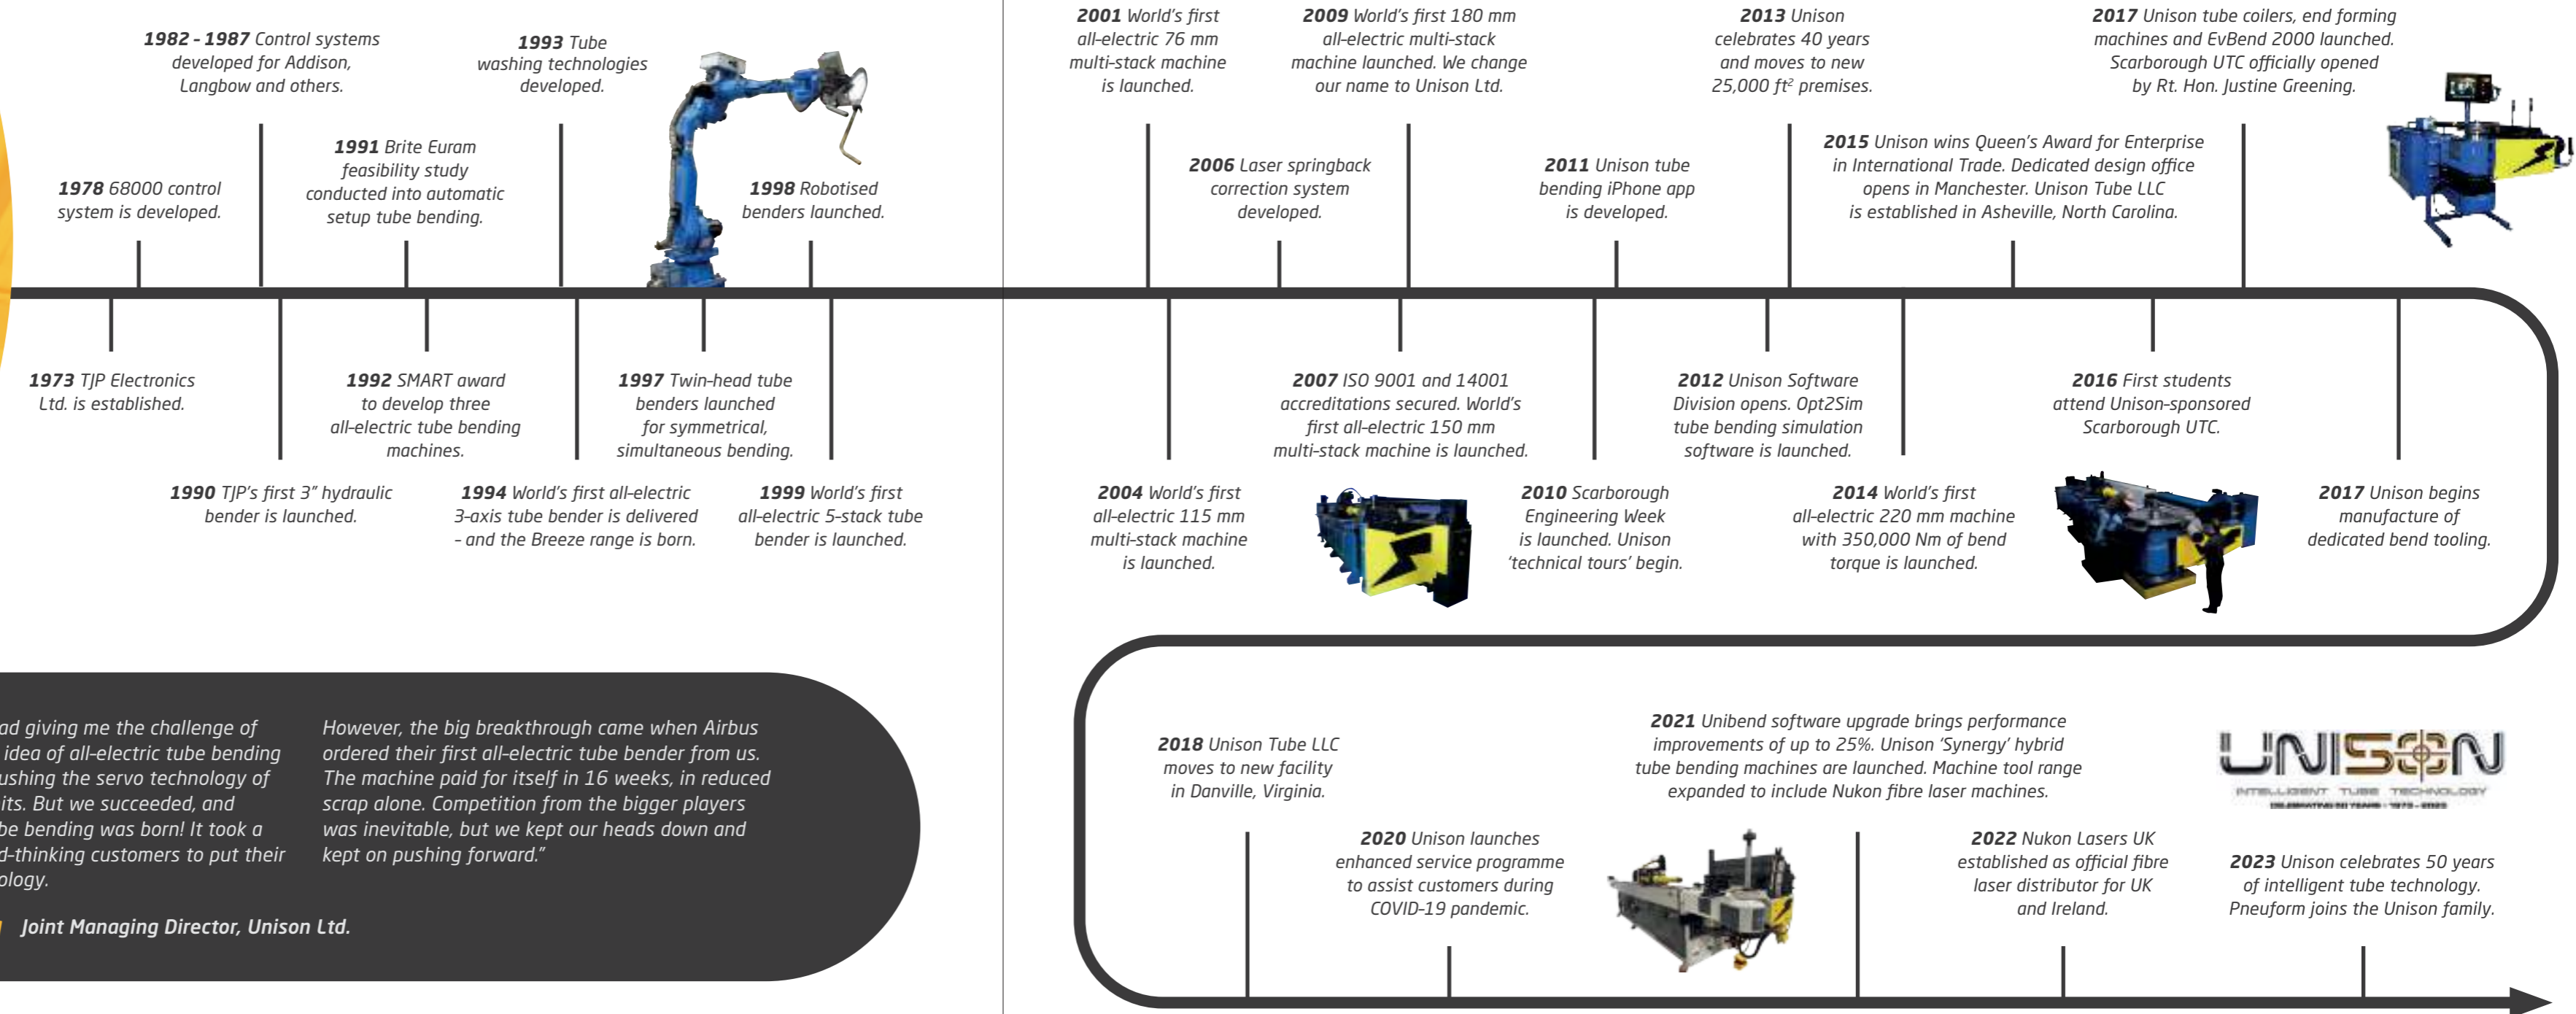 1973 TJP Electronics
Ltd. is established.
1978 68000 control
system is developed.
1982 - 1987 Control systems
developed for Addison,
Langbow and others.
1990 TJP’s first 3” hydraulic
bender is launched.
1991 Brite Euram
feasibility study
conducted into automatic
setup tube bending.
1992 SMART award
to develop three
all-electric tube bending
machines.
1993 Tube
washing technologies
developed.
1994 World’s first all-electric
3-axis tube bender is delivered
- and the Breeze range is born.
1997 Twin-head tube
benders launched
for symmetrical,
simultaneous bending.
1998 Robotised
benders launched.
1999 World’s first
all-electric 5-stack tube
bender is launched.
2001 World’s first
all-electric 76 mm
multi-stack machine
is launched.
2004 World’s first
all-electric 115 mm
multi-stack machine
is launched.
2006 Laser springback
correction system
developed.
2007 ISO 9001 and 14001
accreditations secured. World’s
first all-electric 150 mm
multi-stack machine is launched.
2009 World’s first 180 mm
all-electric multi-stack
machine launched. We change
our name to Unison Ltd.
2010 Scarborough
Engineering Week
is launched. Unison
‘technical tours’ begin.
2011 Unison tube
bending iPhone app
is developed.
2012 Unison Software
Division opens. Opt2Sim
tube bending simulation
software is launched.
2013 Unison
celebrates 40 years
and moves to new
25,000 ft² premises.
2014 World’s first
all-electric 220 mm machine
with 350,000 Nm of bend
torque is launched.
2015 Unison wins Queen’s Award for Enterprise
in International Trade. Dedicated design office
opens in Manchester. Unison Tube LLC
is established in Asheville, North Carolina.
2016 First students
attend Unison-sponsored
Scarborough UTC.
2017 Unison tube coilers, end forming
machines and EvBend 2000 launched.
Scarborough UTC officially opened
by Rt. Hon. Justine Greening.
2017 Unison begins
manufacture of
dedicated bend tooling.
ad giving me the challenge of
idea of all-electric tube bending
ushing the servo technology of
its. But we succeeded, and
be bending was born! It took a
d-thinking customers to put their
ology.
However, the big breakthrough came when Airbus
ordered their first all-electric tube bender from us.
The machine paid for itself in 16 weeks, in reduced
scrap alone. Competition from the bigger players
was inevitable, but we kept our heads down and
kept on pushing forward.”
Joint Managing Director, Unison Ltd.
2018 Unison Tube LLC
moves to new facility
in Danville, Virginia.
2020 Unison launches
enhanced service programme
to assist customers during
COVID-19 pandemic.
2021 Unibend software upgrade brings performance
improvements of up to 25%. Unison ‘Synergy’ hybrid
tube bending machines are launched. Machine tool range
expanded to include Nukon fibre laser machines.
2022 Nukon Lasers UK
established as official fibre
laser distributor for UK
and Ireland.
UNISON
INTELLIGENT TUBE TECHNOLOGY
CELEBRATING 50 YEARS - 1973 - 2023
2023 Unison celebrates 50 years
of intelligent tube technology.
Pneuform joins the Unison family.